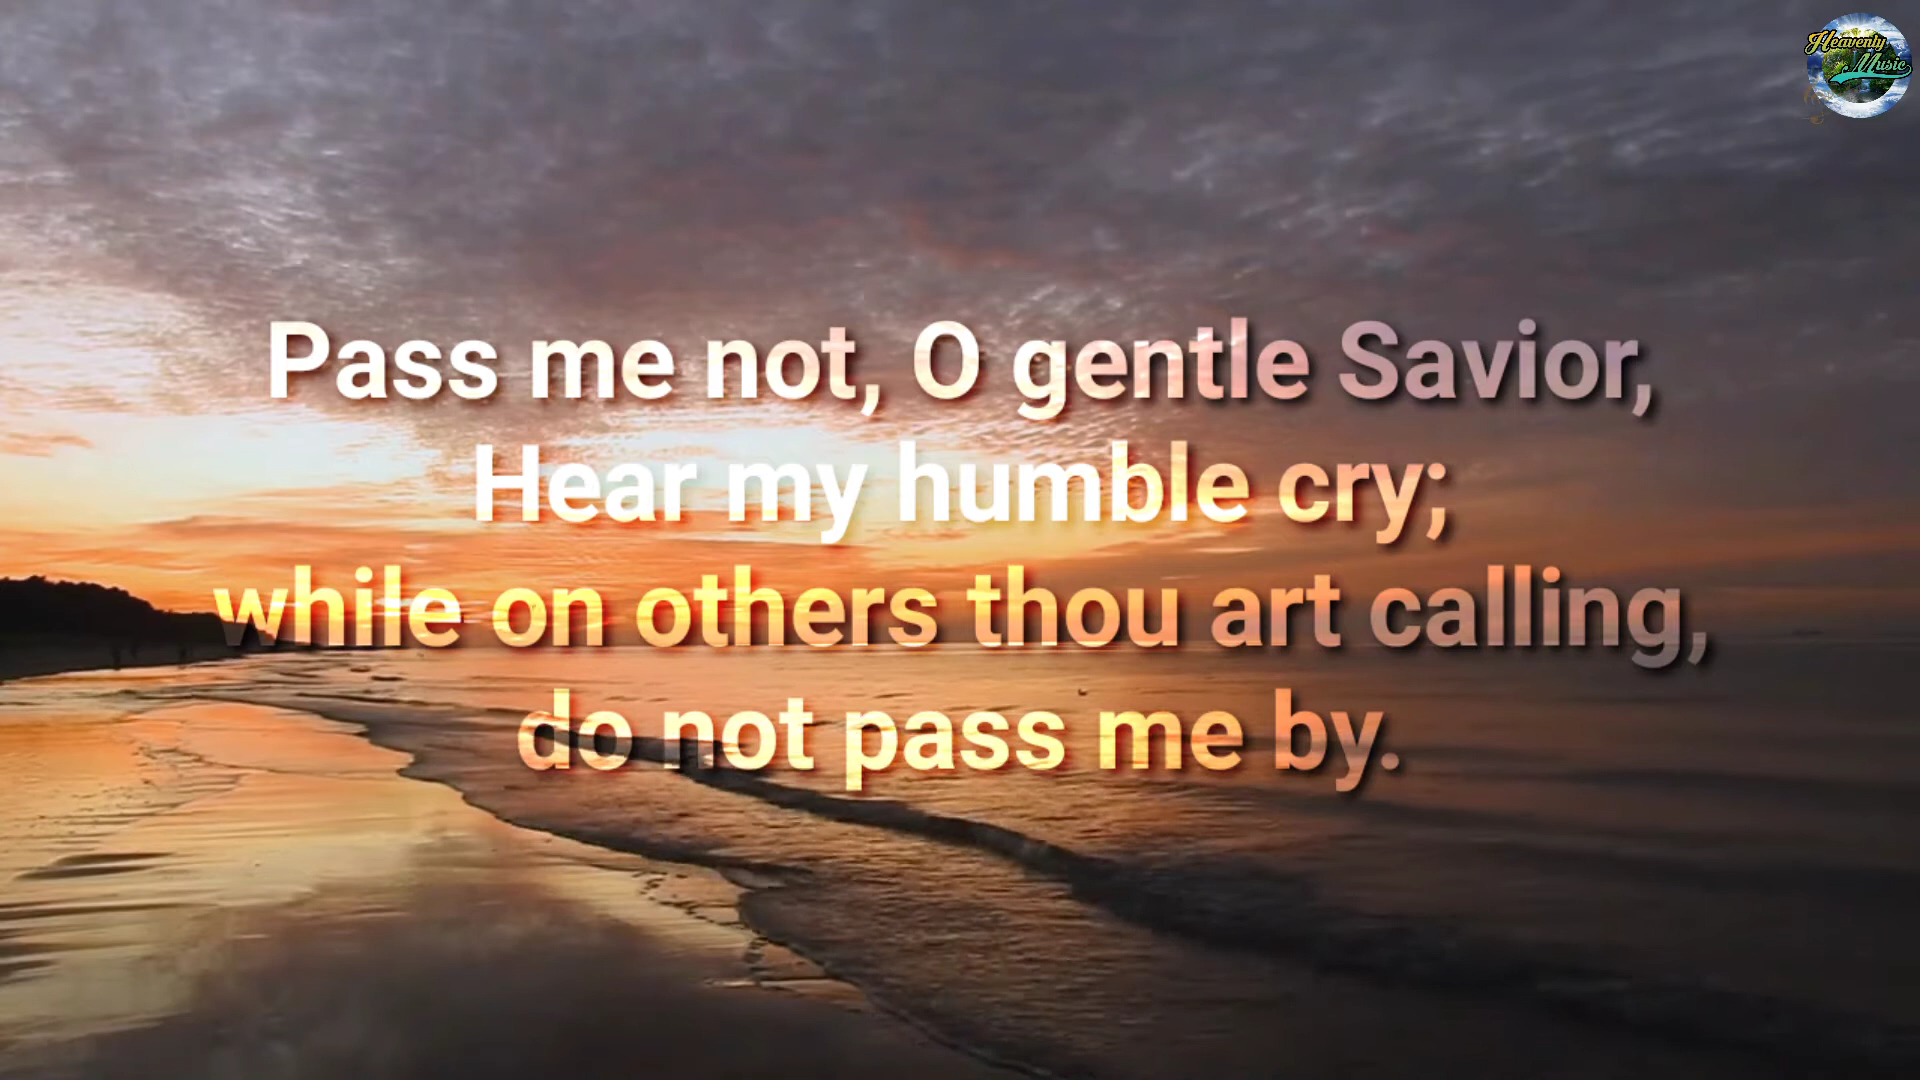 Heavenly
Music
Pass me not, O gentle Savior,
Hear my humble cry;
while on others thou art calling,
do not pass me by.